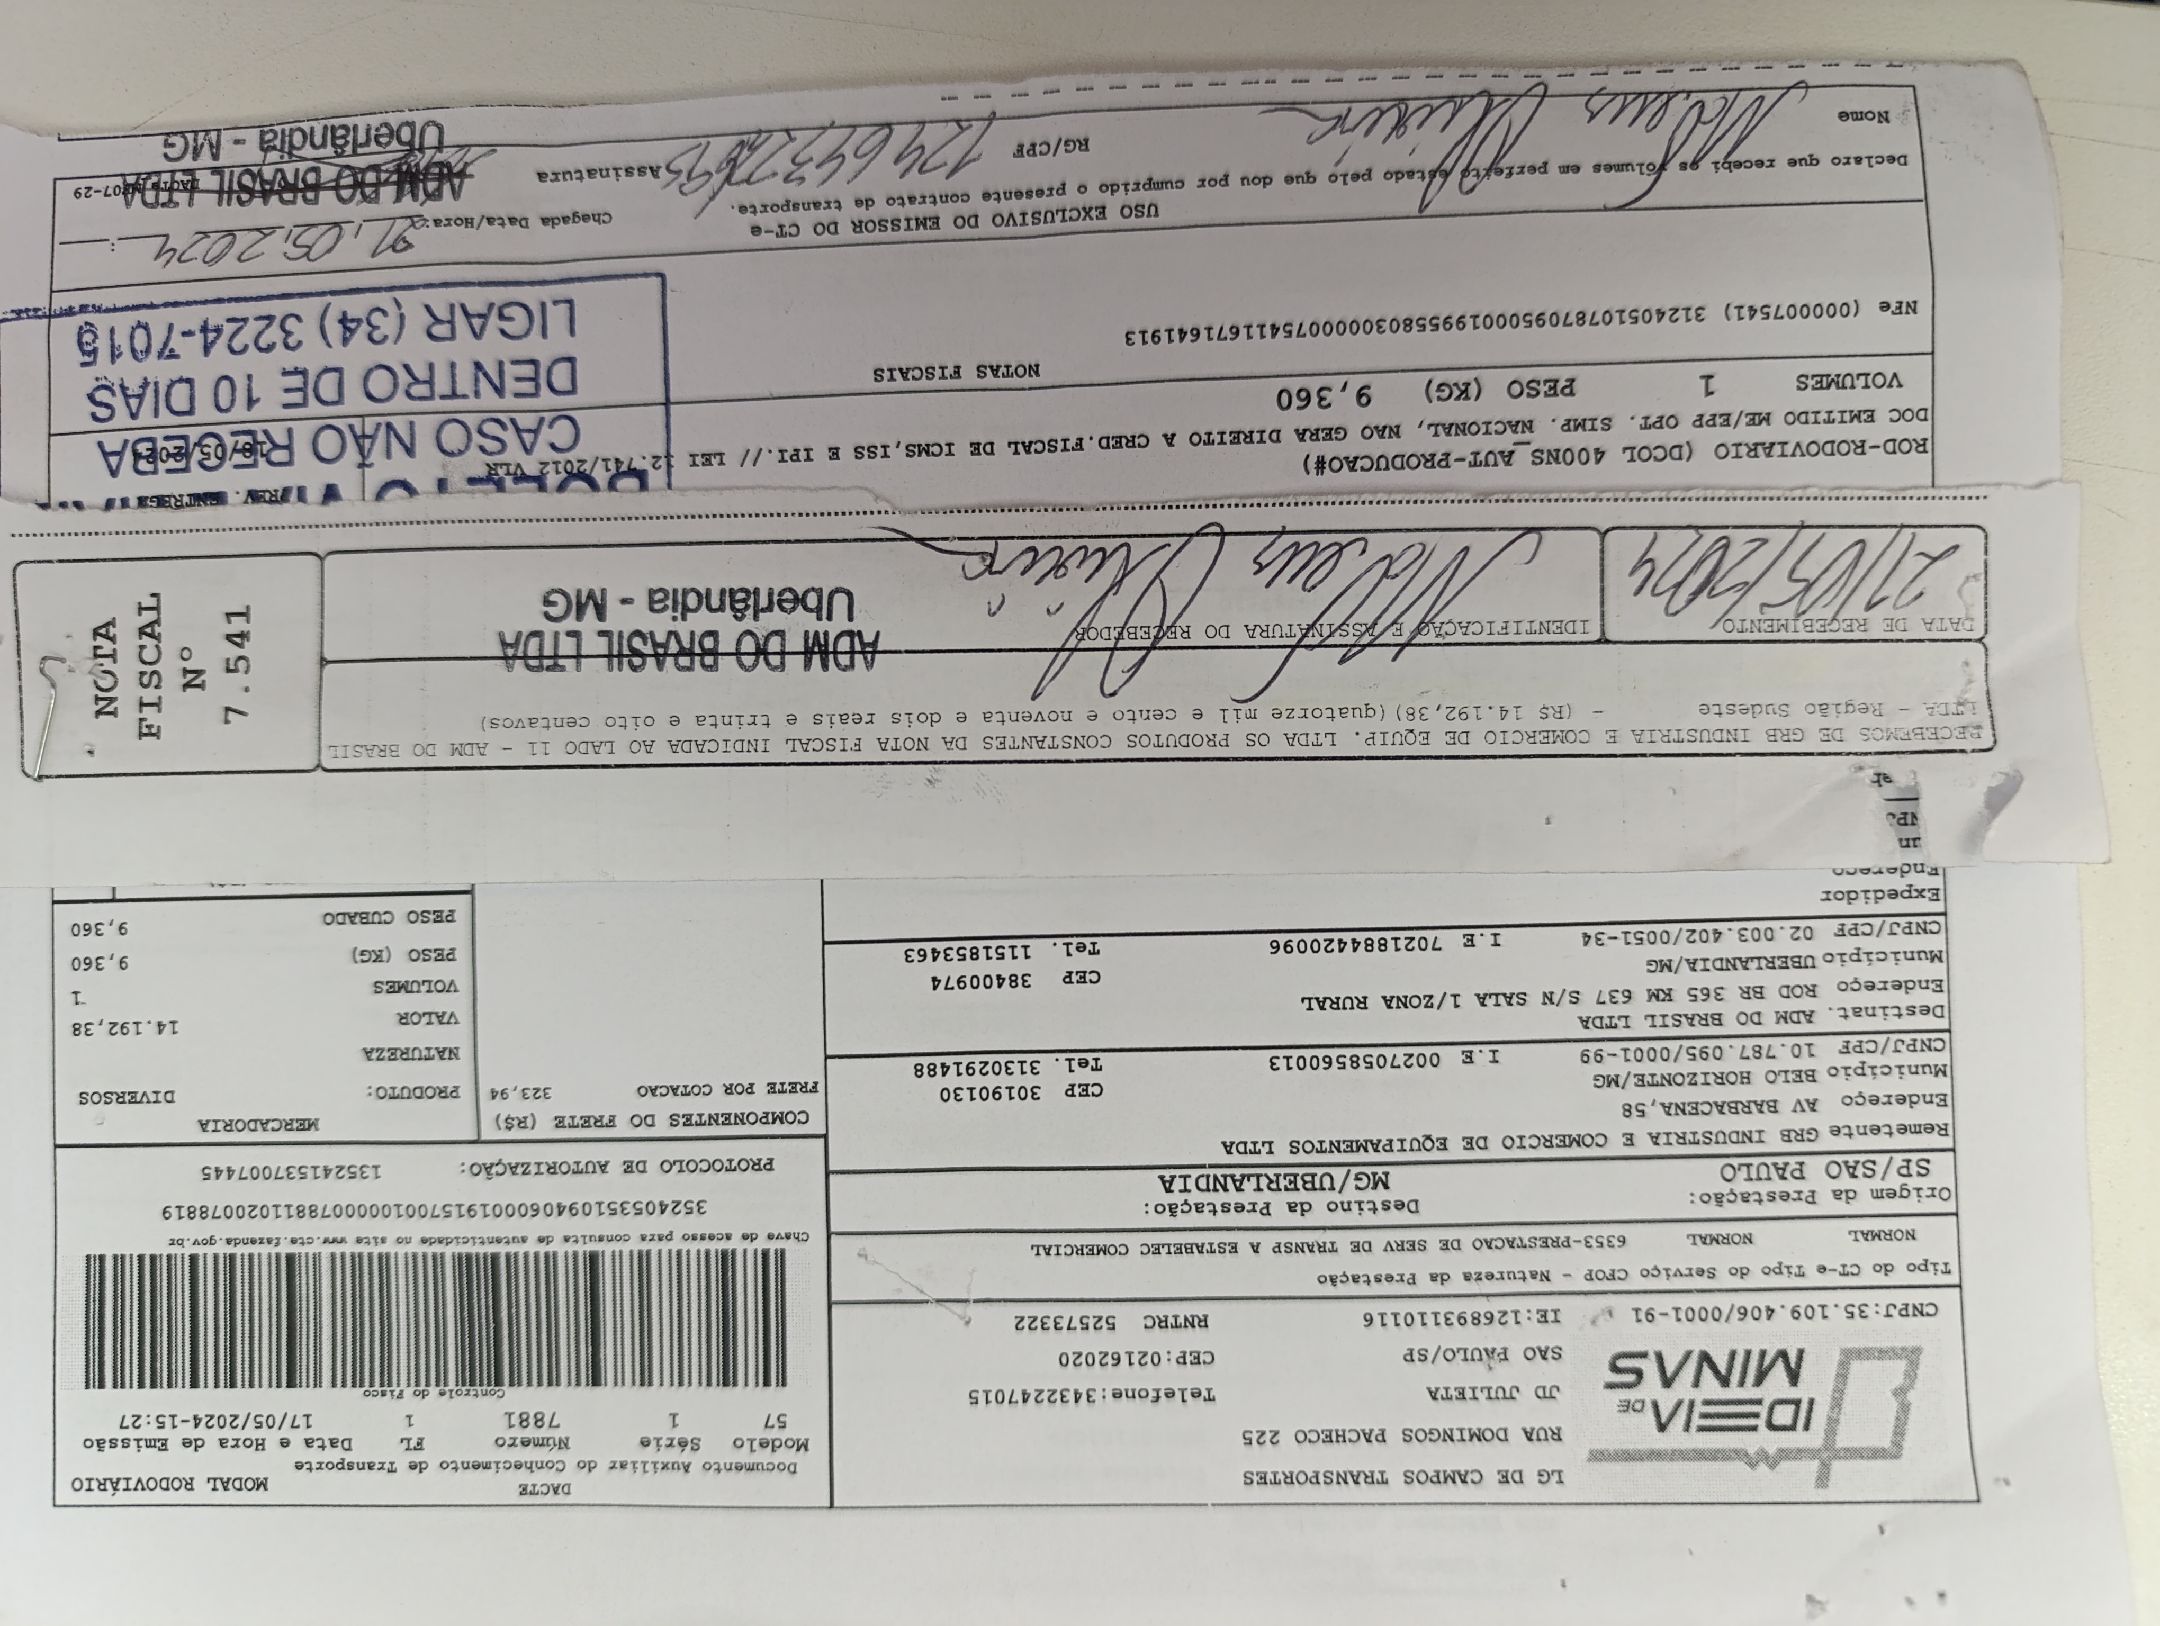 IDEIA DE
MINAS
LG DE CAMPOS TRANSPORTES
RUA DOMINGOS PACHECO 225
JD JULIETA Telefone:3432247015
SAO PAULO/SP CEP:02162020
CNPJ:35.109.406/0001-91 IE:126893110116 RNTRC 52573322
DACTE MODAL RODOVIÁRIO
Documento Auxiliar do Conhecimento de Transporte
Modelo Série Número FL Data e Hora de Emissão
57 1 7881 1 17/05/2024-15:27
Controle do Fisco
Chave de acesso para consulta de autenticidade no site www.cte.fazenda.gov.br
35240535109406000191570010000078811020078819
PROTOCOLO DE AUTORIZAÇÃO: 135241537007445
Tipo do CT-e Tipo do Serviço CFOP - Natureza da Prestação
NORMAL NORMAL 6353-PRESTACAO DE SERV DE TRANSP A ESTABELEC COMERCIAL
Origem da Prestação: Destino da Prestação:
SP/SAO PAULO MG/UBERLANDIA
Remetente GRB INDUSTRIA E COMERCIO DE EQUIPAMENTOS LTDA
Endereço AV BARBACENA,58
Município BELO HORIZONTE/MG CEP 30190130
CNPJ/CPF 10.787.095/0001-99 I.E 0027058560013 Tel. 3130291488
Destinat. ADM DO BRASIL LTDA
Endereço ROD BR 365 KM 637 S/N SALA 1/ZONA RURAL
Município UBERLANDIA/MG CEP 38400974
CNPJ/CPF 02.003.402/0051-34 I.E 7021884420096 Tel. 1151853463
Expedidor
Endereço
COMPONENTES DO FRETE (R$)
FRETE POR COTACAO 323,94
MERCADORIA
PRODUTO: DIVERSOS
NATUREZA
VALOR 14.192,38
VOLUMES 1
PESO (KG) 9,360
PESO CUBADO 9,360
RECEBEMOS DE GRB INDUSTRIA E COMERCIO DE EQUIP. LTDA OS PRODUTOS CONSTANTES DA NOTA FISCAL INDICADA AO LADO 11 - ADM DO BRASIL
LTDA - Região Sudeste - (R$ 14.192,38)(quatorze mil e cento e noventa e dois reais e trinta e oito centavos)
DATA DE RECEBIMENTO
21/05/2024
IDENTIFICAÇÃO E ASSINATURA DO RECEBEDOR
ADM DO BRASIL LTDA
Uberlândia - MG
NOTA
FISCAL
N°
7.541
PREV. ENTREGA
ROD-RODOVIARIO (DCOL 400NS_AUT-PRODUCAO#)
DOC EMITIDO ME/EPP OPT. SIMP. NACIONAL, NAO GERA DIREITO A CRED.FISCAL DE ICMS,ISS E IPI.// LEI 12.741/2012 VLR
VOLUMES 1 PESO (KG) 9,360
NOTAS FISCAIS
NFe (000007541) 31240510787095000199558030000075411671641913
CASO NÃO RECEBA
DENTRO DE 10 DIAS
LIGAR (34) 3224-7015
USO EXCLUSIVO DO EMISSOR DO CT-e
Declaro que recebi os volumes em perfeito estado pelo que dou por cumprido o presente contrato de transporte.
Chegada Data/Hora: 21.05.2024
Nome
RG/CPF
Assinatura
ADM DO BRASIL LTDA
Uberlândia - MG